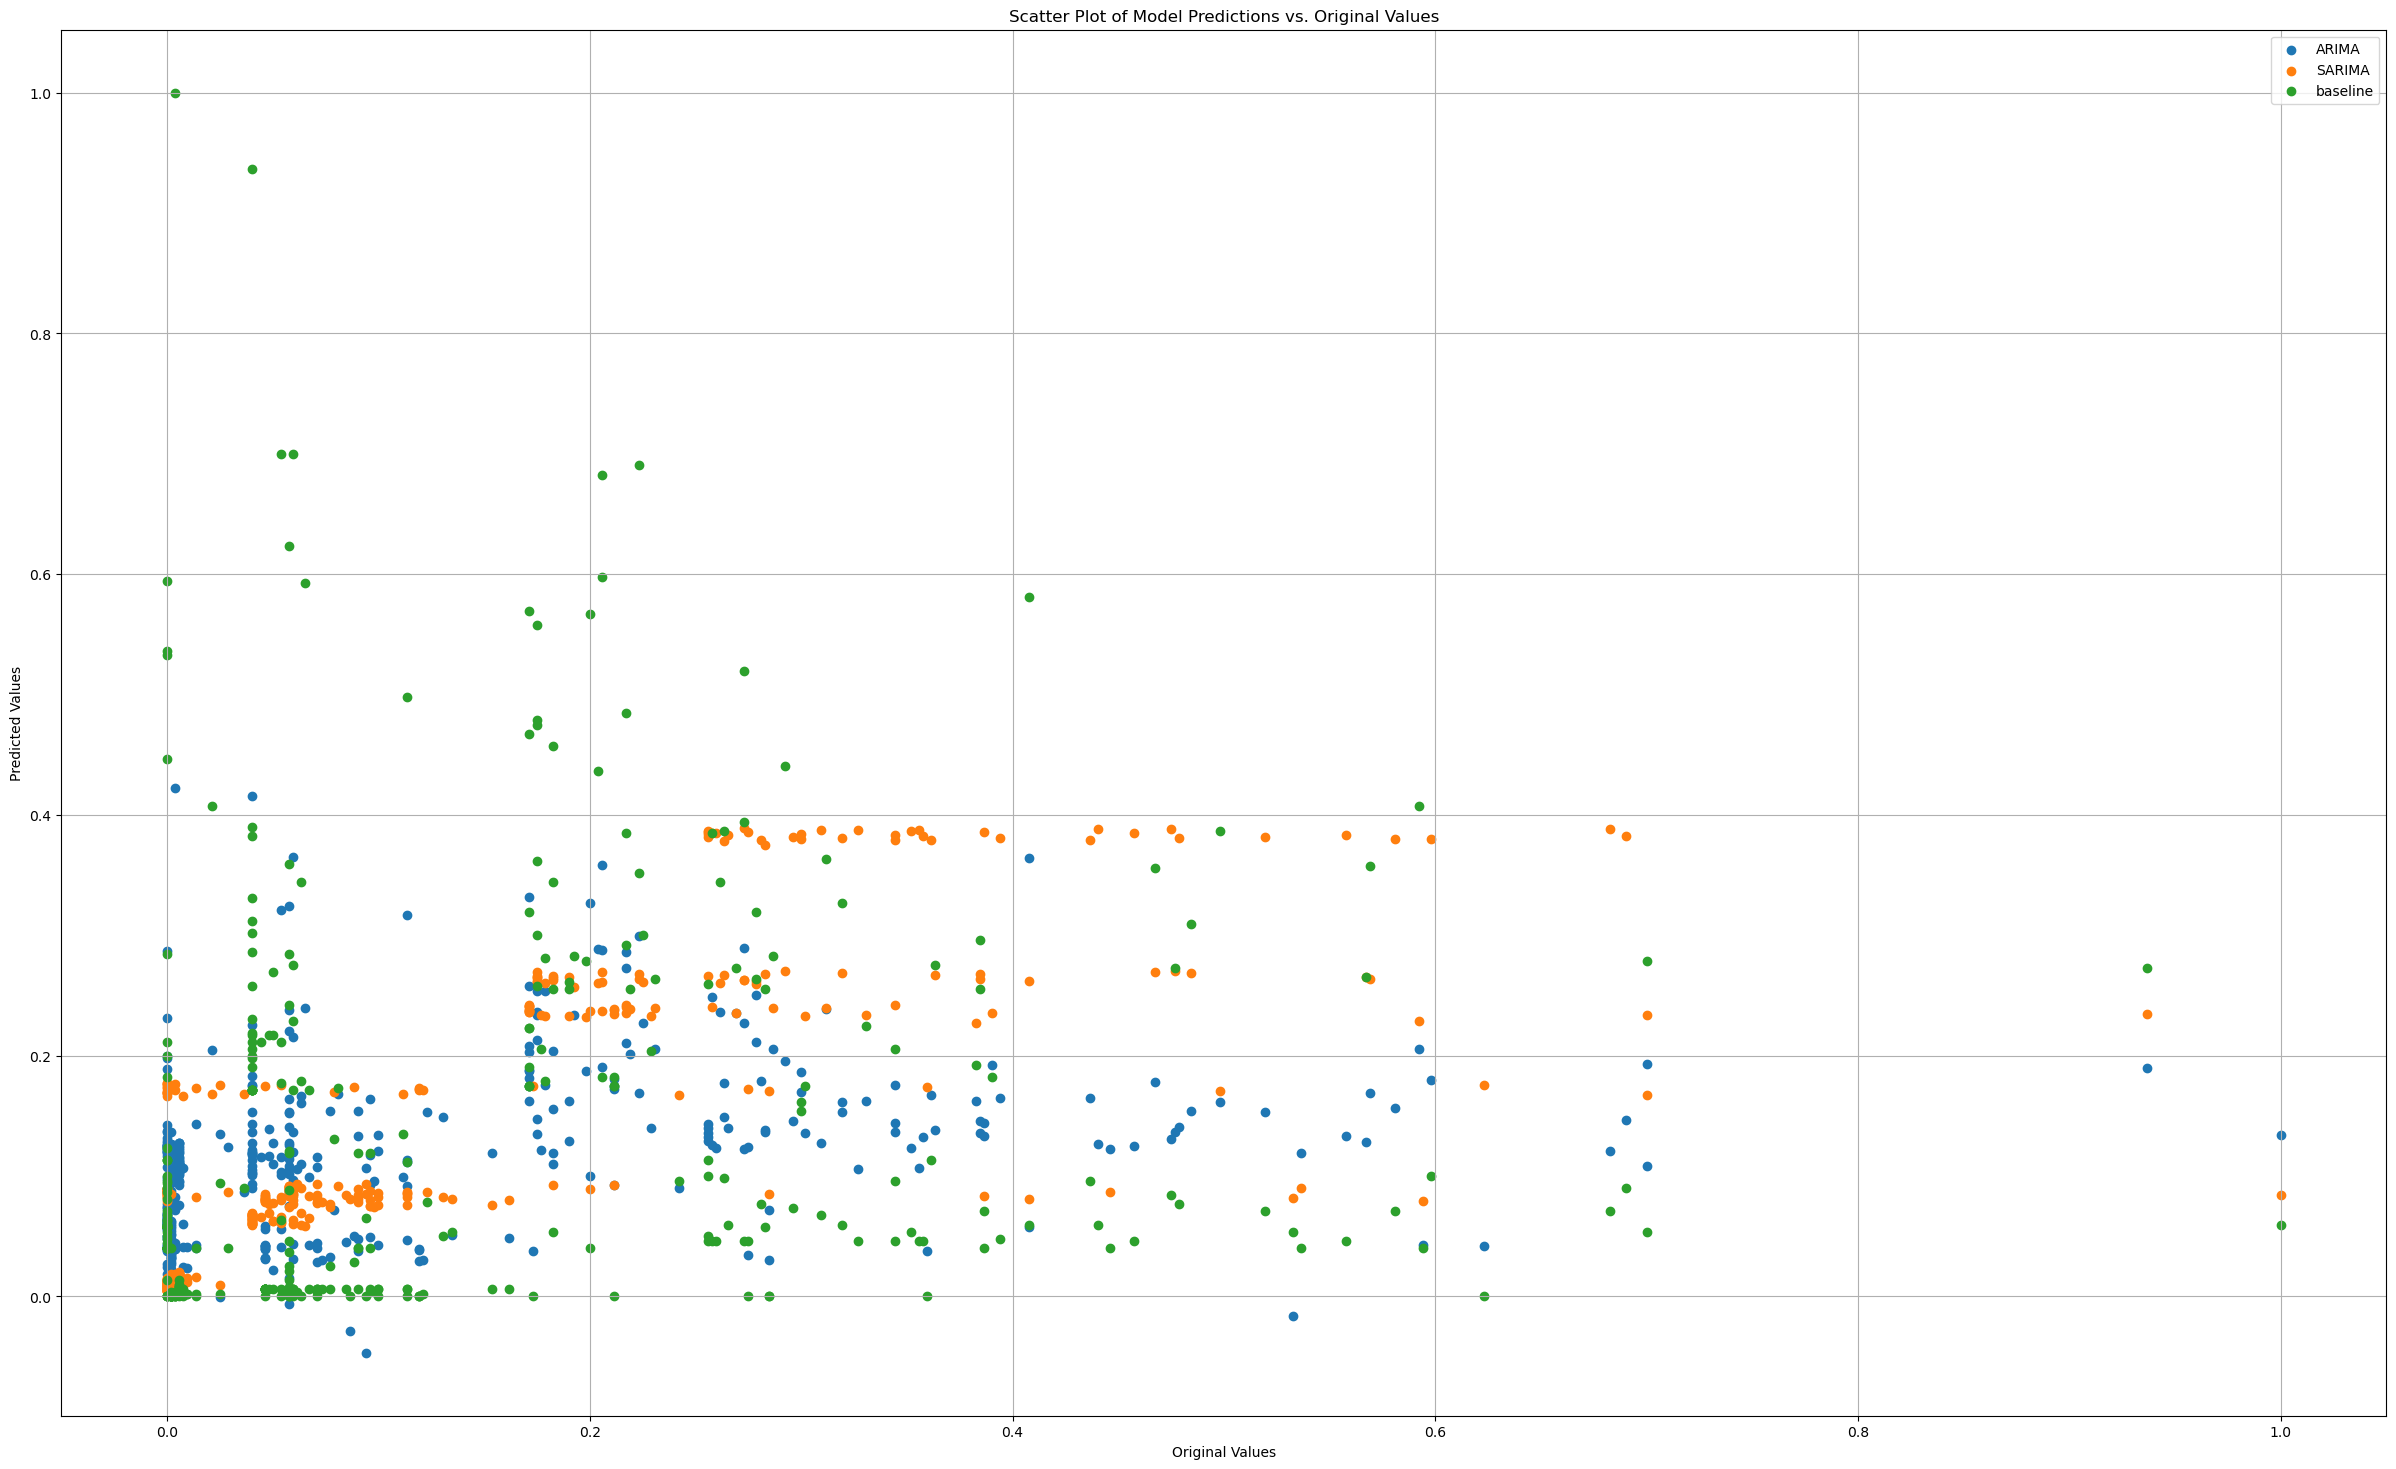 Scatter Plot of Model Predictions vs. Original Values
ARIMA
SARIMA
baseline
1.0
0.8
0.6
0.4
0.2
0.0
Predicted Values
0.0 0.2 0.4 0.6 0.8 1.0
Original Values